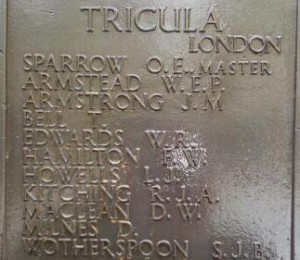 TRICULA
LONDON
SPARROW O.E., MASTER
ARMSTEAD W.E.P.
ARMSTRONG J.M
BELL T
EDWARDS W.R.
HAMILTON F.W.
HOWELLS L.J.
KITCHING R.J.A.
MACLEAN D.W.
MILNES D.
WOTHERSPOON S.J.B.